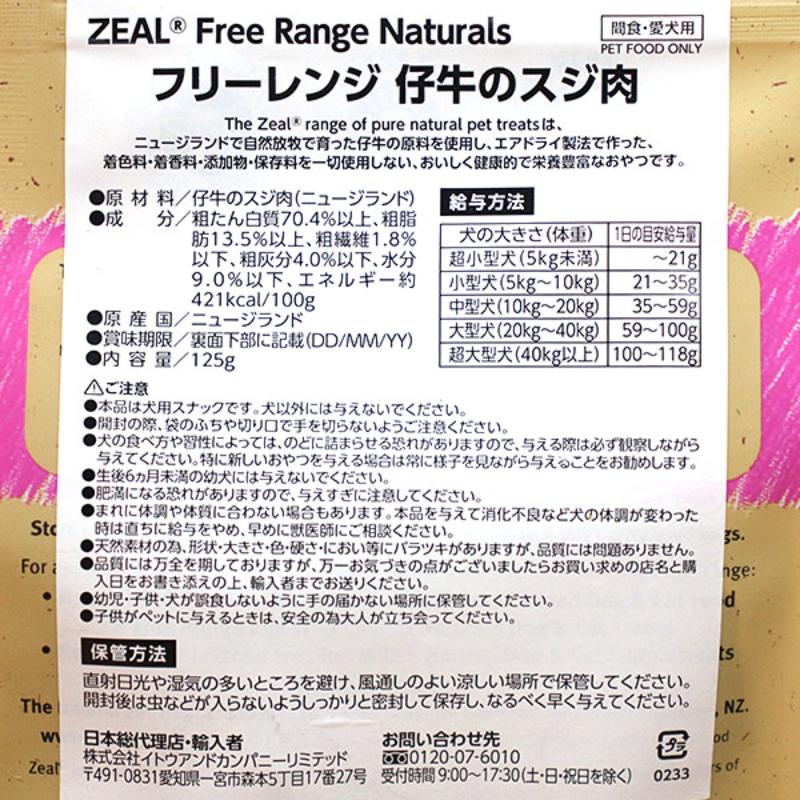 ZEAL® Free Range Naturals
間食・愛犬用
PET FOOD ONLY
フリーレンジ 仔牛のスジ肉
The Zeal® range of pure natural pet treatsは、
ニュージランドで自然放牧で育った仔牛の原料を使用し、エアドライ製法で作った、
着色料・着香料・添加物・保存料を一切使用しない、おいしく健康的で栄養豊富なおやつです。
●原材料/仔牛のスジ肉(ニュージランド)
●成分/粗たん白質70.4%以上、粗脂
肪13.5%以上、粗繊維1.8%
以下、粗灰分4.0%以下、水分
9.0%以下、エネルギー約
421kcal/100g
●原産国/ニュージランド
●賞味期限/裏面下部に記載(DD/MM/YY)
●内容量/125g
給与方法
犬の大きさ(体重) 1日の目安給与量
超小型犬(5kg未満) ~21g
小型犬(5kg~10kg) 21~35g
中型犬(10kg~20kg) 35~59g
大型犬(20kg~40kg) 59~100g
超大型犬(40kg以上) 100~118g
⚠ご注意
●本品は犬用スナックです。犬以外には与えないでください。
●開封の際、袋のふちや切り口で手を切らないようご注意ください。
●犬の食べ方や習性によっては、のどに詰まらせる恐れがありますので、与える際は必ず観察しながら
与えてください。特に新しいおやつを与える場合は常に様子を見ながら与えることをお勧めします。
●生後6ヵ月未満の幼犬には与えないでください。
●肥満になる恐れがありますので、与えすぎに注意してください。
●まれに体調や体質に合わない場合もあります。本品を与えて消化不良など犬の体調が変わった
時は直ちに給与をやめ、早めに獣医師にご相談ください。
●天然素材の為、形状・大きさ・色・硬さ・におい等にバラツキがありますが、品質には問題ありません。
●品質には万全を期しておりますが、万一お気づきの点がございましたらお買い求めの店名と購
入日をお書き添えの上、輸入者までお送りください。
●幼児・子供・犬が誤食しないように手の届かない場所に保管してください。
●子供がペットに与えるときは、安全の為大人が立ち会ってください。
保管方法
直射日光や湿気の多いところを避け、風通しのよい涼しい場所で保管してください。
開封後は虫などが入らないようしっかりと密封して保存し、なるべく早く与えてください。
日本総代理店・輸入者
株式会社イトウアンドカンパニーリミテッド
〒491-0831愛知県一宮市森本5丁目17番27号
お問い合わせ先
0120-07-6010
受付時間 9:00~17:30(土・日・祝日を除く)
プラ
0233
For a
The
NZ.
Zeal